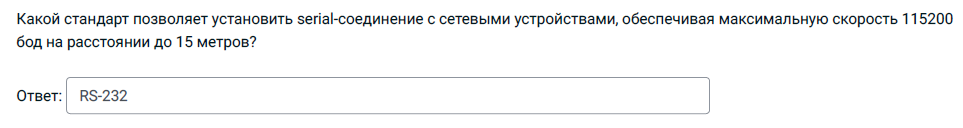 Какой стандарт позволяет установить serial-соединение с сетевыми устройствами, обеспечивая максимальную скорость 115200
бод на расстоянии до 15 метров?
Ответ: RS-232